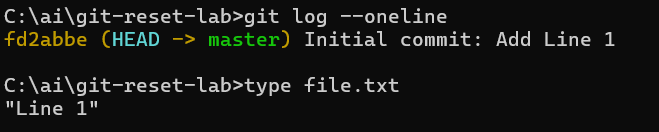 C:\ai\git-reset-lab>git log --oneline
fd2abbe (HEAD -> master) Initial commit: Add Line 1
C:\ai\git-reset-lab>type file.txt
"Line 1"